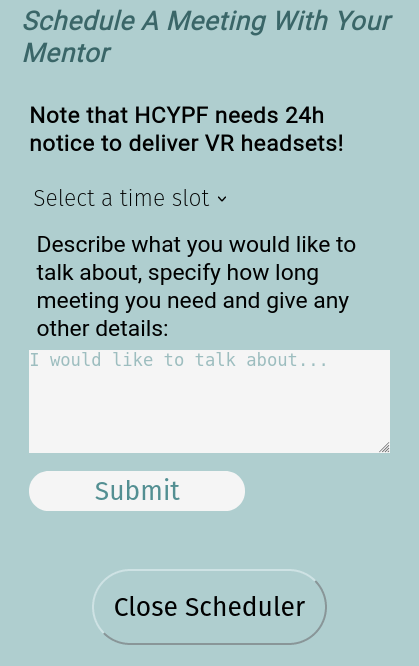 Schedule A Meeting With Your
Mentor
Note that HCYPF needs 24h
notice to deliver VR headsets!
Select a time slot
Describe what you would like to
talk about, specify how long
meeting you need and give any
other details:
I would like to talk about...
Submit
Close Scheduler